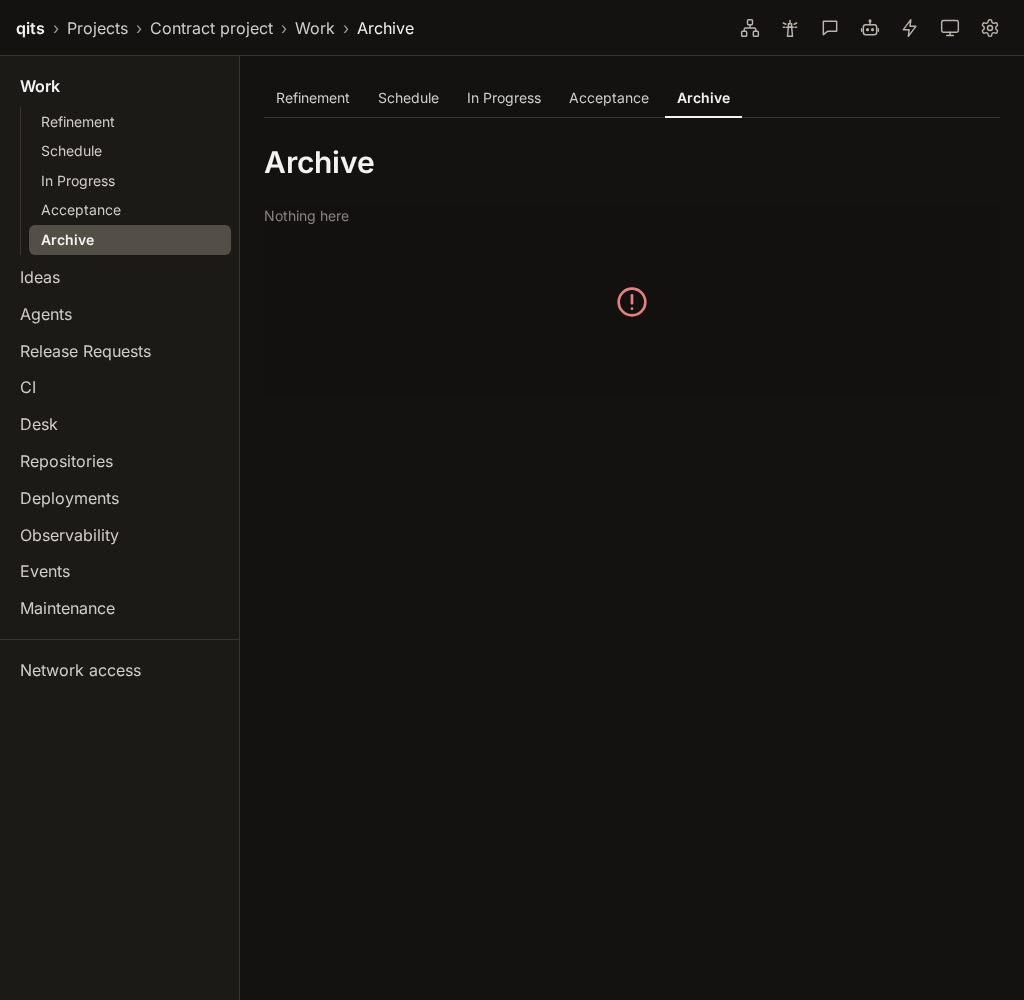 qits › Projects › Contract project › Work › Archive
Work
Refinement
Schedule
In Progress
Acceptance
Archive
Ideas
Agents
Release Requests
CI
Desk
Repositories
Deployments
Observability
Events
Maintenance
Network access
Refinement Schedule In Progress Acceptance Archive
Archive
Nothing here